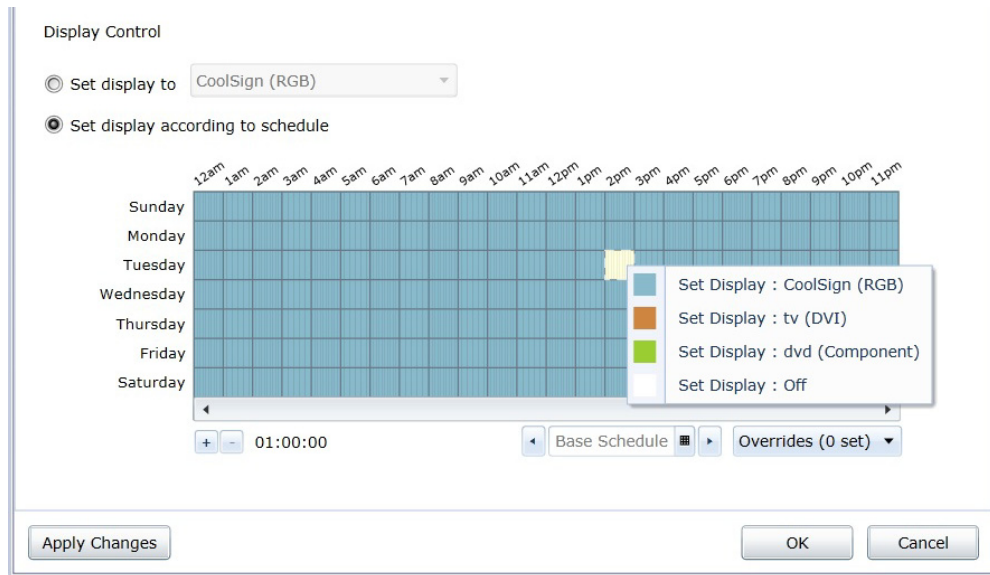 Display Control
Set display to CoolSign (RGB)
Set display according to schedule
12am 1am 2am 3am 4am 5am 6am 7am 8am 9am 10am 11am 12pm 1pm 2pm 3pm 4pm 5pm 6pm 7pm 8pm 9pm 10pm 11pm
Sunday
Monday
Tuesday
Wednesday
Thursday
Friday
Saturday
Set Display : CoolSign (RGB)
Set Display : tv (DVI)
Set Display : dvd (Component)
Set Display : Off
+ - 01:00:00 Base Schedule Overrides (0 set)
Apply Changes OK Cancel